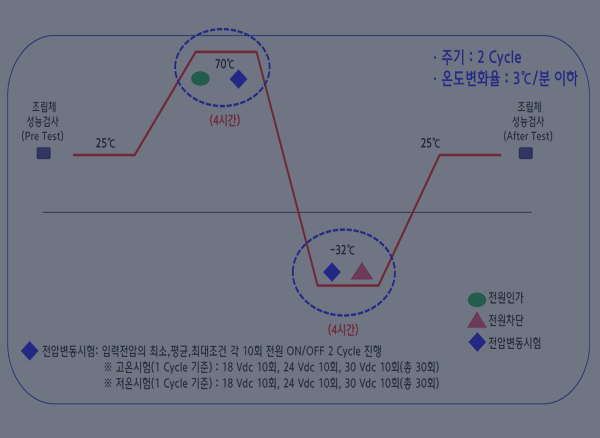 · 주기 : 2 Cycle
· 온도변화율 : 3℃/분 이하
70℃
(4시간)
조립체
성능검사
(Pre Test)
25℃
25℃
조립체
성능검사
(After Test)
-32℃
(4시간)
전원인가
전원차단
전압변동시험
전압변동시험: 입력전압의 최소,평균,최대조건 각 10회 전원 ON/OFF 2 Cycle 진행
※ 고온시험(1 Cycle 기준) : 18 Vdc 10회, 24 Vdc 10회, 30 Vdc 10회(총 30회)
※ 저온시험(1 Cycle 기준) : 18 Vdc 10회, 24 Vdc 10회, 30 Vdc 10회(총 30회)